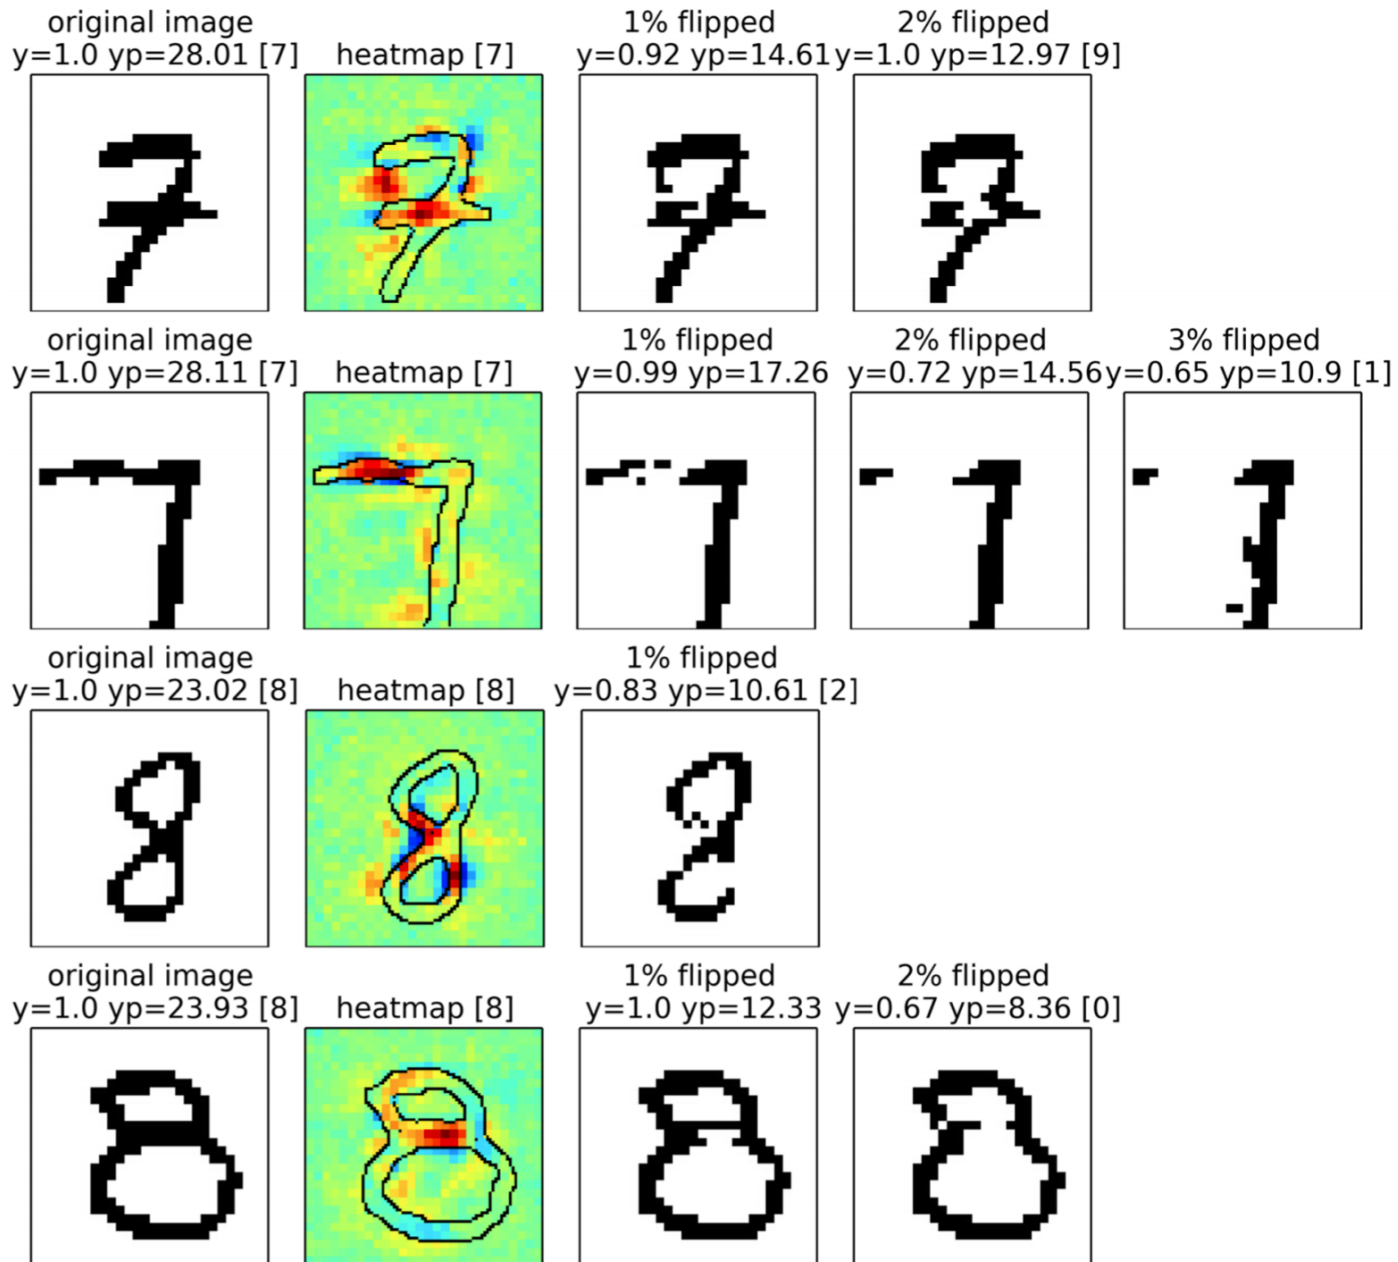 original image
y=1.0 yp=28.01 [7]
heatmap [7]
1% flipped
y=0.92 yp=14.61
2% flipped
y=1.0 yp=12.97 [9]
original image
y=1.0 yp=28.11 [7]
heatmap [7]
1% flipped
y=0.99 yp=17.26
2% flipped
y=0.72 yp=14.56
3% flipped
y=0.65 yp=10.9 [1]
original image
y=1.0 yp=23.02 [8]
heatmap [8]
1% flipped
y=0.83 yp=10.61 [2]
original image
y=1.0 yp=23.93 [8]
heatmap [8]
1% flipped
y=1.0 yp=12.33
2% flipped
y=0.67 yp=8.36 [0]